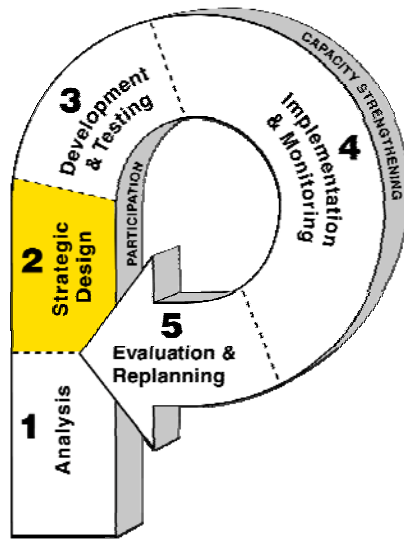 1
Analysis
2
Strategic
Design
3
Development
& Testing
PARTICIPATION
4
Implementation
& Monitoring
CAPACITY STRENGTHENING
5
Evaluation &
Replanning